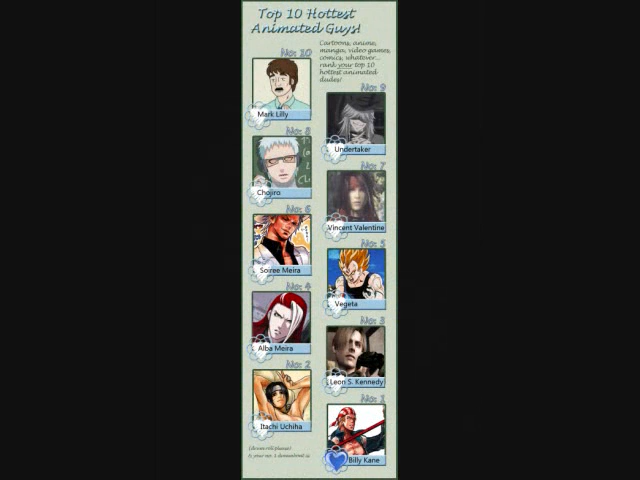 Top 10 Hottest
Animated Guys!
Cartoons, anime,
manga, video games,
comics, whatever...
rank your top 10
hottest animated
dudes!
No: 10
Mark Lilly
No: 9
Undertaker
No: 8
Chojiro
No: 7
Vincent Valentine
No: 6
Soiree Meira
No: 5
Vegeta
No: 4
Alba Meira
No: 3
Leon S. Kennedy
No: 2
Itachi Uchiha
No: 1
Billy Kane